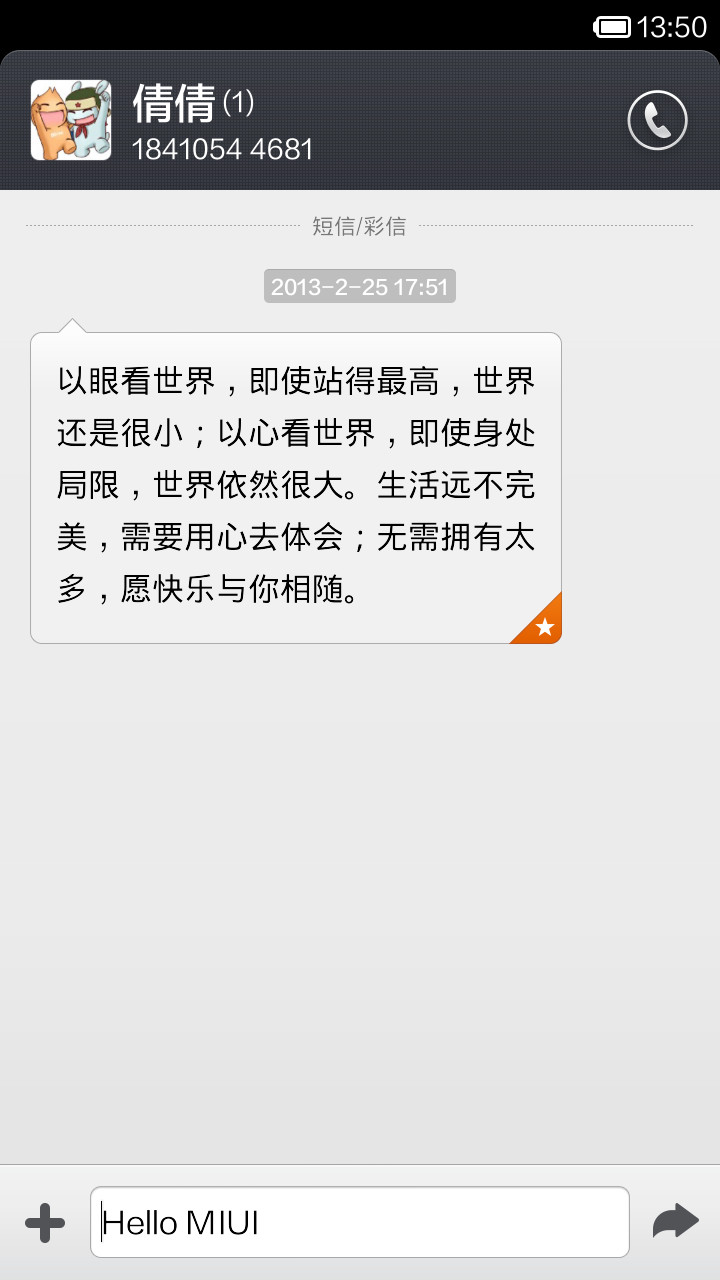 13:50
倩倩(1)
1841054 4681
短信/彩信
2013-2-25 17:51
以眼看世界，即使站得最高，世界
还是很小；以心看世界，即使身处
局限，世界依然很大。生活远不完
美，需要用心去体会；无需拥有太
多，愿快乐与你相随。
Hello MIUI